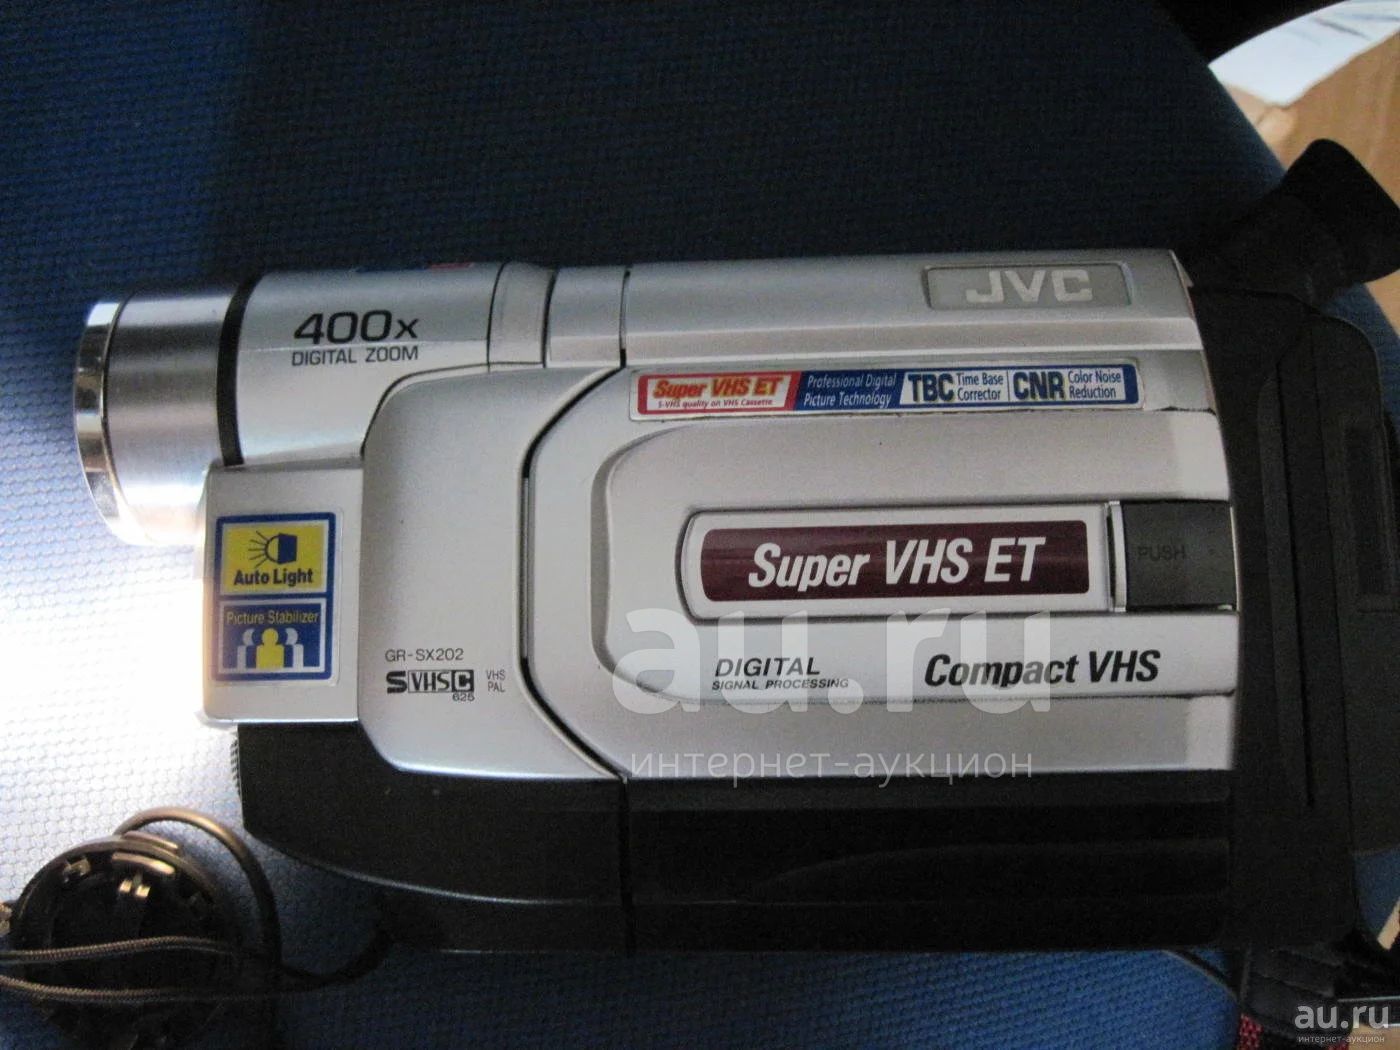 JVC
400x
DIGITAL ZOOM
Super VHS ET
S-VHS quality on VHS Cassette
Professional Digital
Picture Technology
TBC Time Base
Corrector
CNR Color Noise
Reduction
Auto Light
Picture Stabilizer
Super VHS ET
PUSH
GR-SX202
S VHS C
625
VHS
PAL
DIGITAL
SIGNAL PROCESSING
Compact VHS
au.ru
интернет-аукцион
au.ru
интернет-аукцион